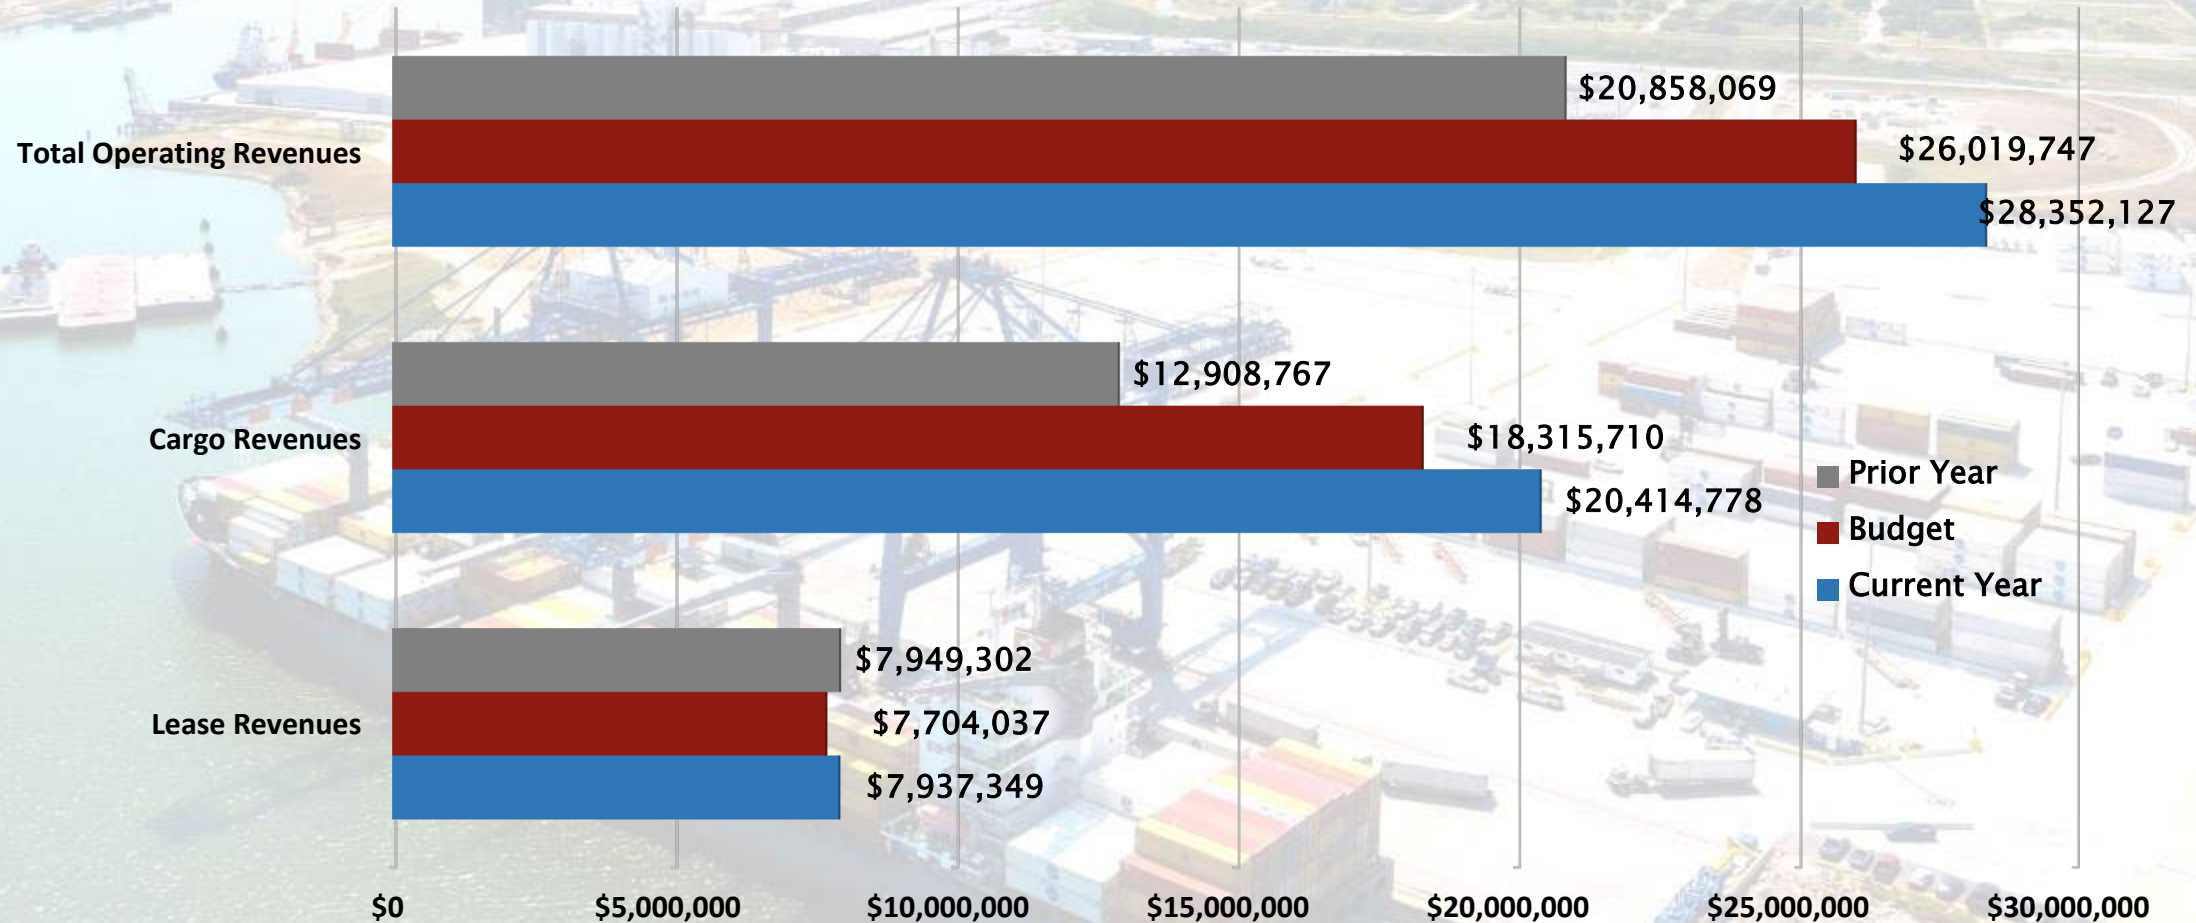 $20,858,069
Total Operating Revenues
$26,019,747
$28,352,127
$12,908,767
Cargo Revenues
$18,315,710
$20,414,778
Prior Year
Budget
Current Year
$7,949,302
Lease Revenues
$7,704,037
$7,937,349
$0 $5,000,000 $10,000,000 $15,000,000 $20,000,000 $25,000,000 $30,000,000